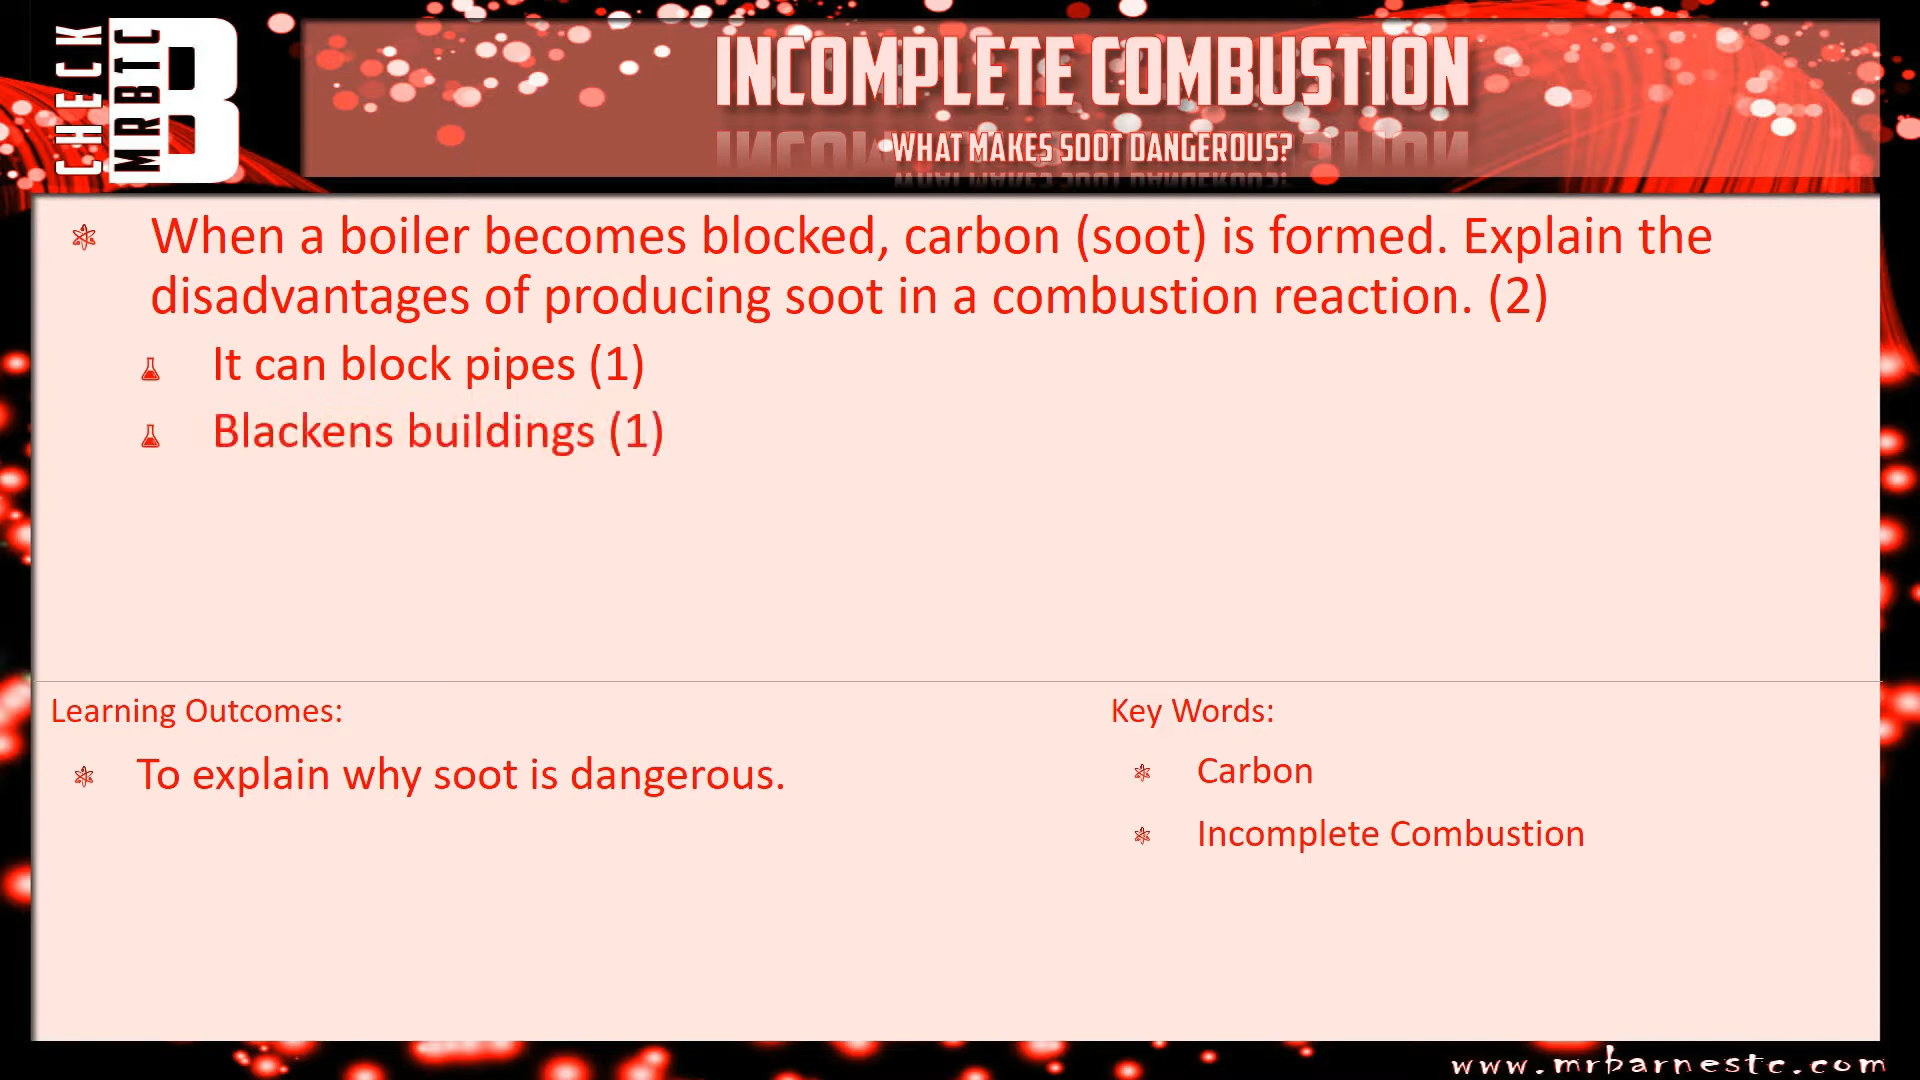 CHECK
MRBTC
B
INCOMPLETE COMBUSTION
WHAT MAKES SOOT DANGEROUS?
When a boiler becomes blocked, carbon (soot) is formed. Explain the
disadvantages of producing soot in a combustion reaction. (2)
It can block pipes (1)
Blackens buildings (1)
Learning Outcomes:
To explain why soot is dangerous.
Key Words:
Carbon
Incomplete Combustion
www.mrbarnestc.com